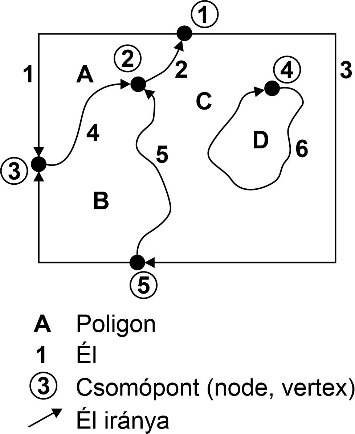 1
1
A
2
2
3
C
4
4
D
5
6
3
B
5
A Poligon
1 Él
3 Csomópont (node, vertex)
Él iránya